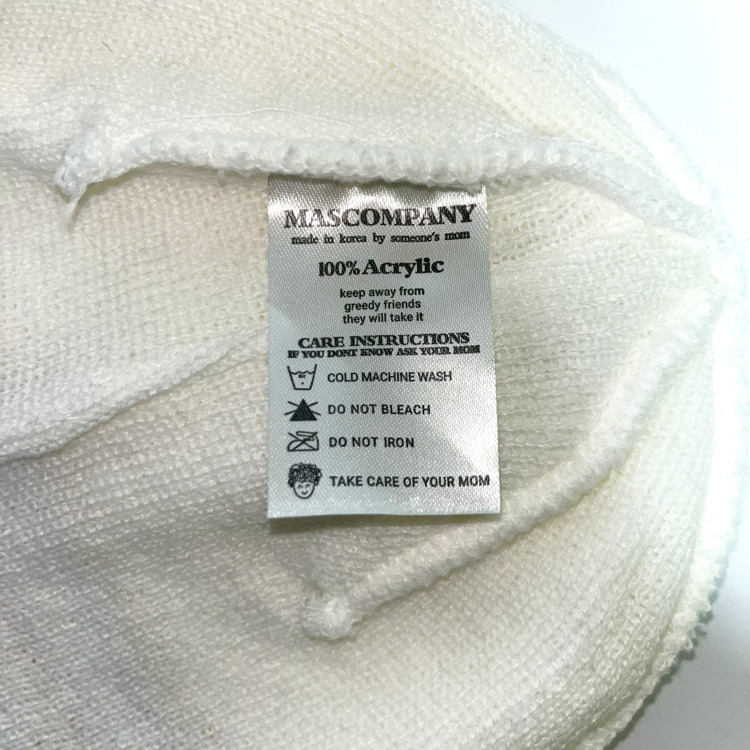 MASCOMPANY
made in korea by someone's mom
100% Acrylic
keep away from
greedy friends
they will take it
CARE INSTRUCTIONS
IF YOU DONT KNOW ASK YOUR MOM
COLD MACHINE WASH
DO NOT BLEACH
DO NOT IRON
TAKE CARE OF YOUR MOM